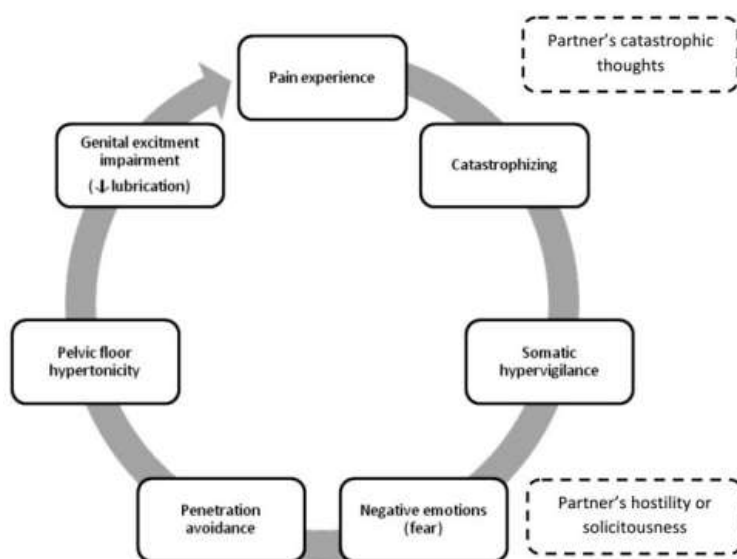 Pain experience
Partner's catastrophic
thoughts
Genital excitment
impairment
(↓lubrication)
Catastrophizing
Pelvic floor
hypertonicity
Somatic
hypervigilance
Penetration
avoidance
Negative emotions
(fear)
Partner's hostility or
solicitousness